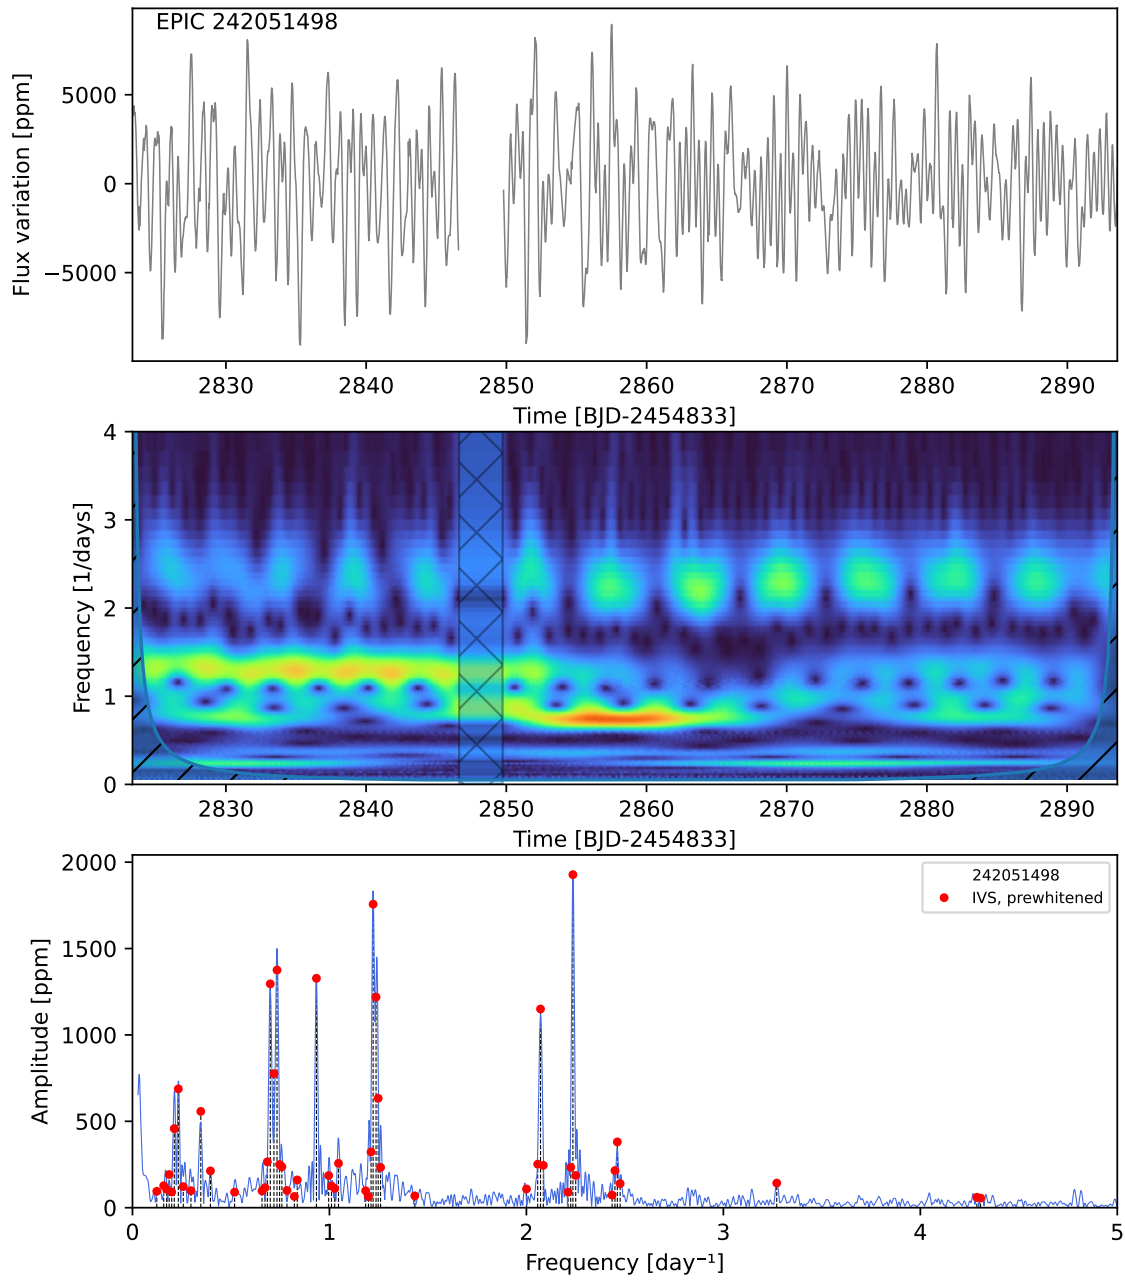 EPIC 242051498
Flux variation [ppm]
5000
0
−5000
2830 2840 2850 2860 2870 2880 2890
Time [BJD-2454833]
Frequency [1/days]
4
3
2
1
0
2830 2840 2850 2860 2870 2880 2890
Time [BJD-2454833]
Amplitude [ppm]
2000
1500
1000
500
0
242051498
IVS, prewhitened
0 1 2 3 4 5
Frequency [day⁻¹]